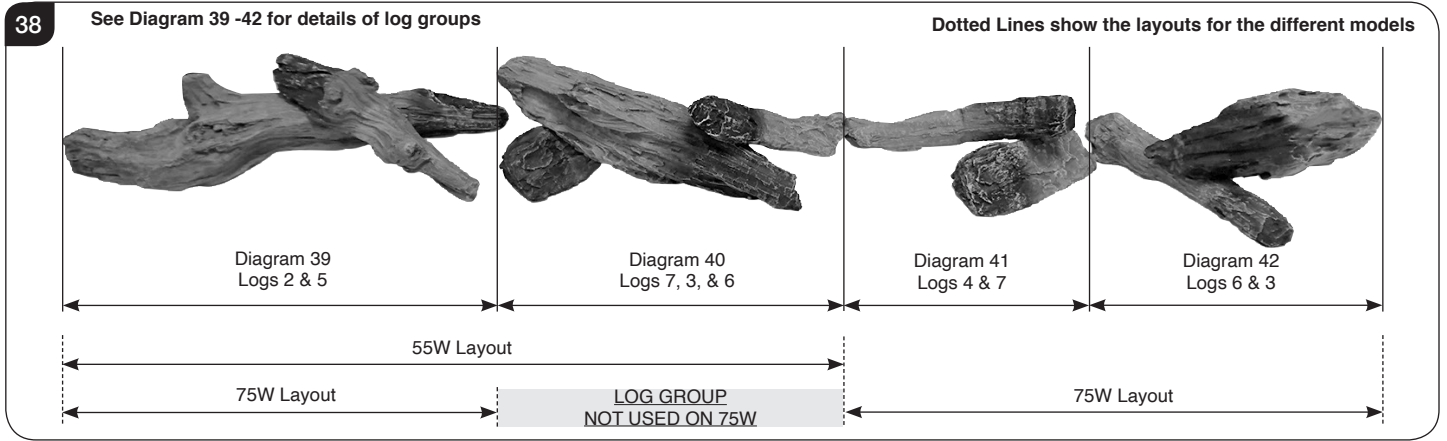 38
See Diagram 39 -42 for details of log groups
Dotted Lines show the layouts for the different models
Diagram 39
Logs 2 & 5
Diagram 40
Logs 7, 3, & 6
Diagram 41
Logs 4 & 7
Diagram 42
Logs 6 & 3
55W Layout
75W Layout
LOG GROUP
NOT USED ON 75W
75W Layout